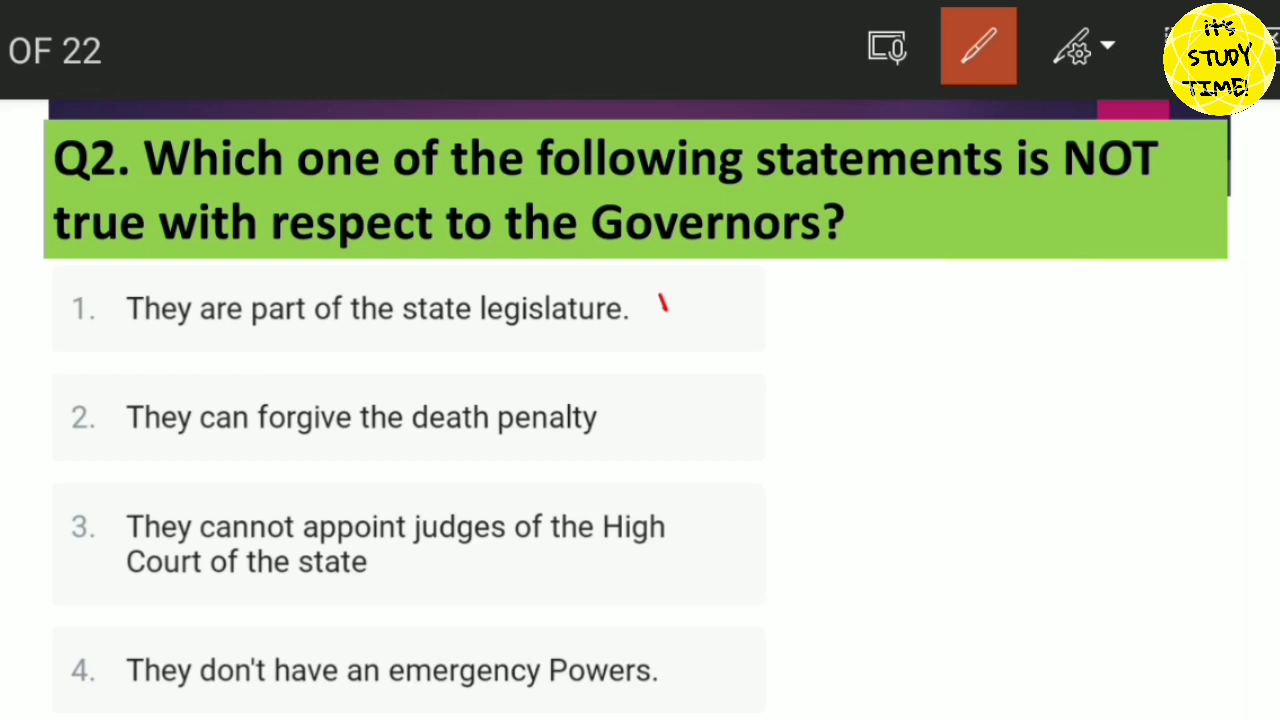 OF 22
it's
STUDY
TIME!
Q2. Which one of the following statements is NOT
true with respect to the Governors?
1. They are part of the state legislature.
2. They can forgive the death penalty
3. They cannot appoint judges of the High
Court of the state
4. They don't have an emergency Powers.